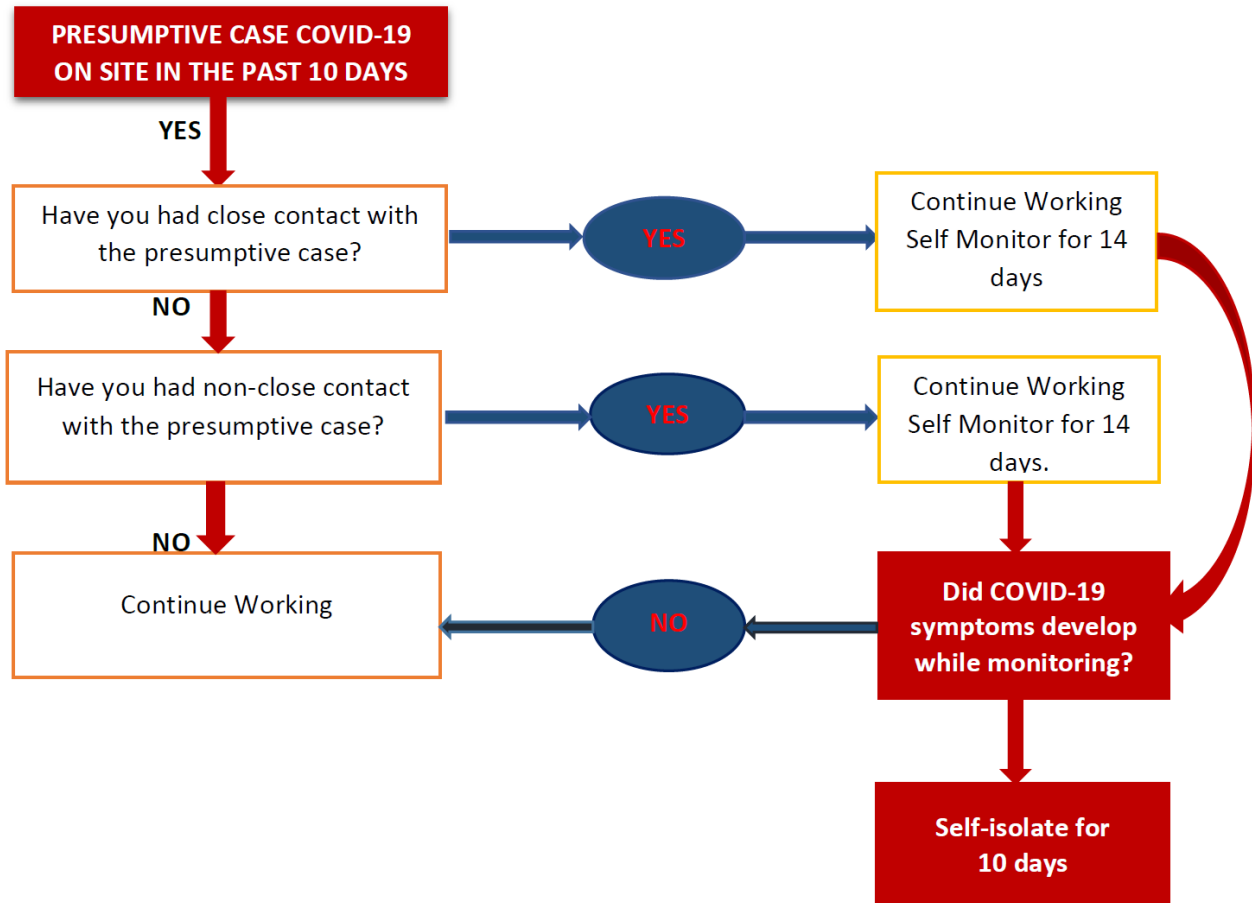 PRESUMPTIVE CASE COVID-19
ON SITE IN THE PAST 10 DAYS
YES
Have you had close contact with
the presumptive case?
YES
Continue Working
Self Monitor for 14
days
NO
Have you had non-close contact
with the presumptive case?
YES
Continue Working
Self Monitor for 14
days.
NO
Continue Working
NO
Did COVID-19
symptoms develop
while monitoring?
Self-isolate for
10 days